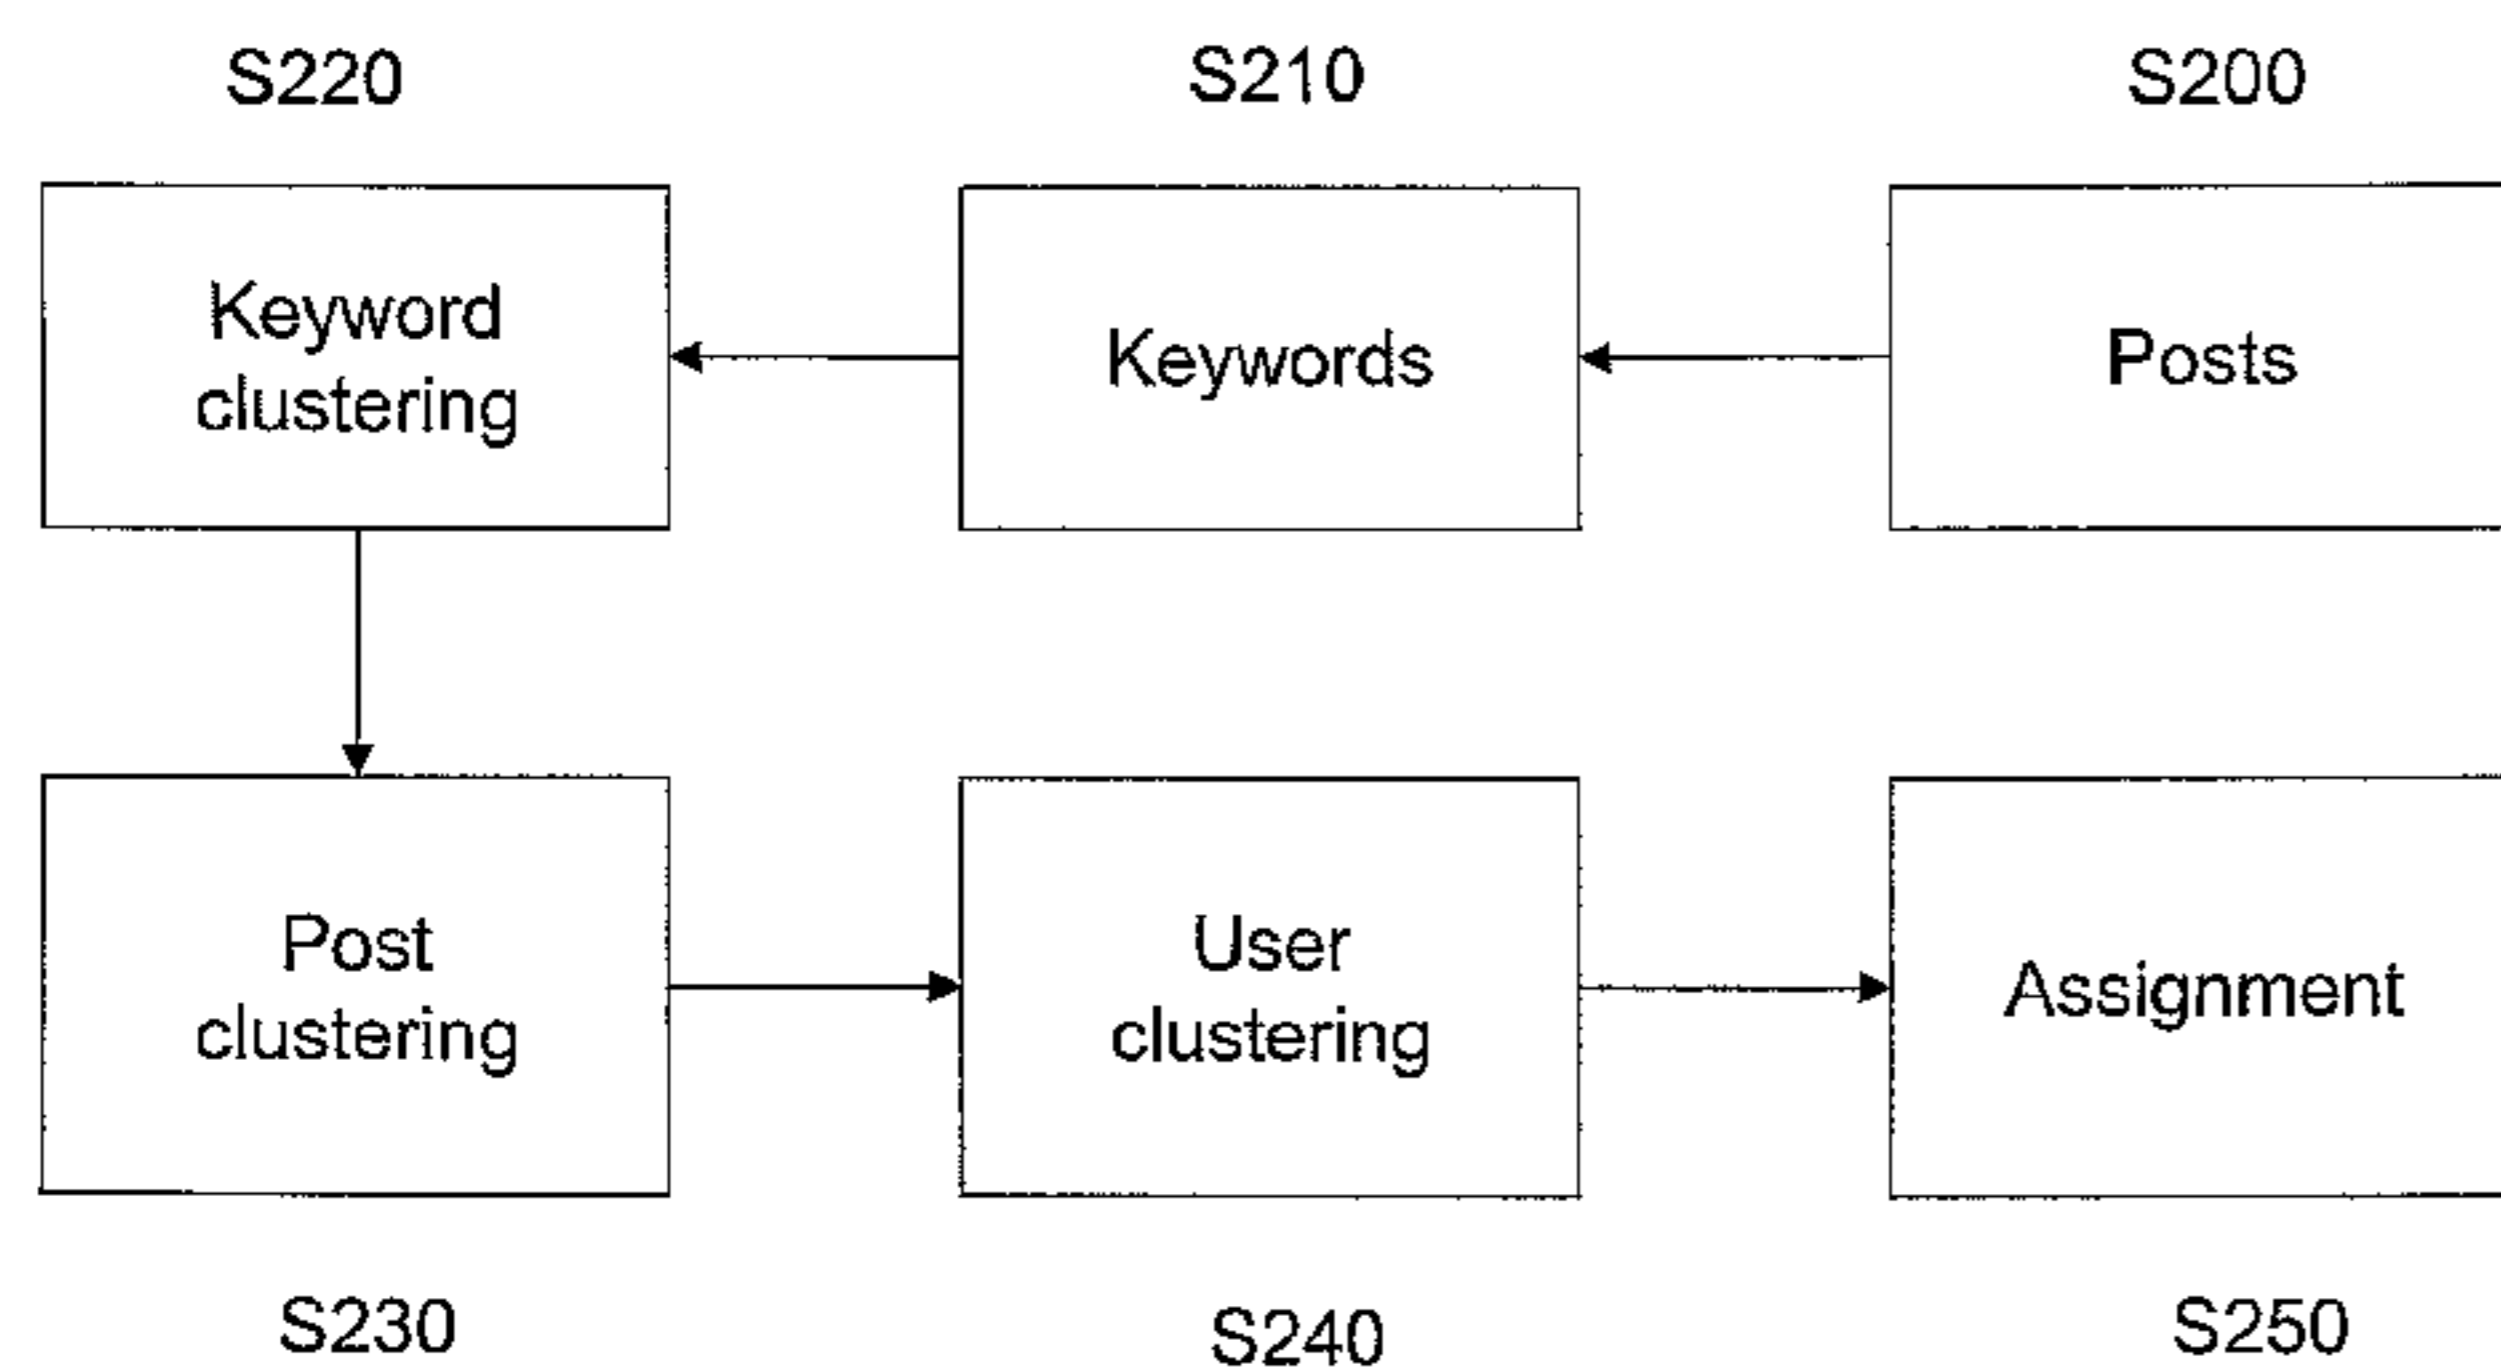 S220
S210
S200
Keyword
clustering
Keywords
Posts
Post
clustering
User
clustering
Assignment
S230
S240
S250